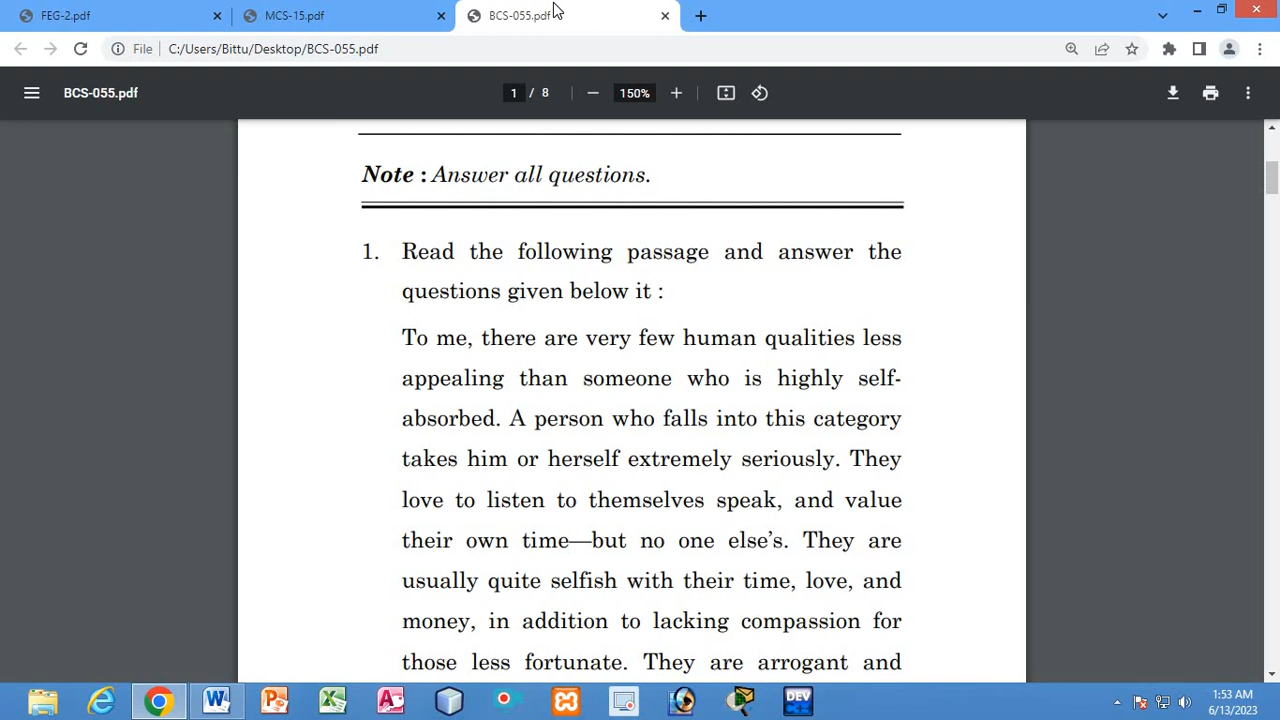 FEG-2.pdf
MCS-15.pdf
BCS-055.pdf
File C:/Users/Bittu/Desktop/BCS-055.pdf
BCS-055.pdf
1 / 8
150%
Note : Answer all questions.
1. Read the following passage and answer the
questions given below it :
To me, there are very few human qualities less
appealing than someone who is highly self-
absorbed. A person who falls into this category
takes him or herself extremely seriously. They
love to listen to themselves speak, and value
their own time—but no one else's. They are
usually quite selfish with their time, love, and
money, in addition to lacking compassion for
those less fortunate. They are arrogant and
DEV
1:53 AM
6/13/2023